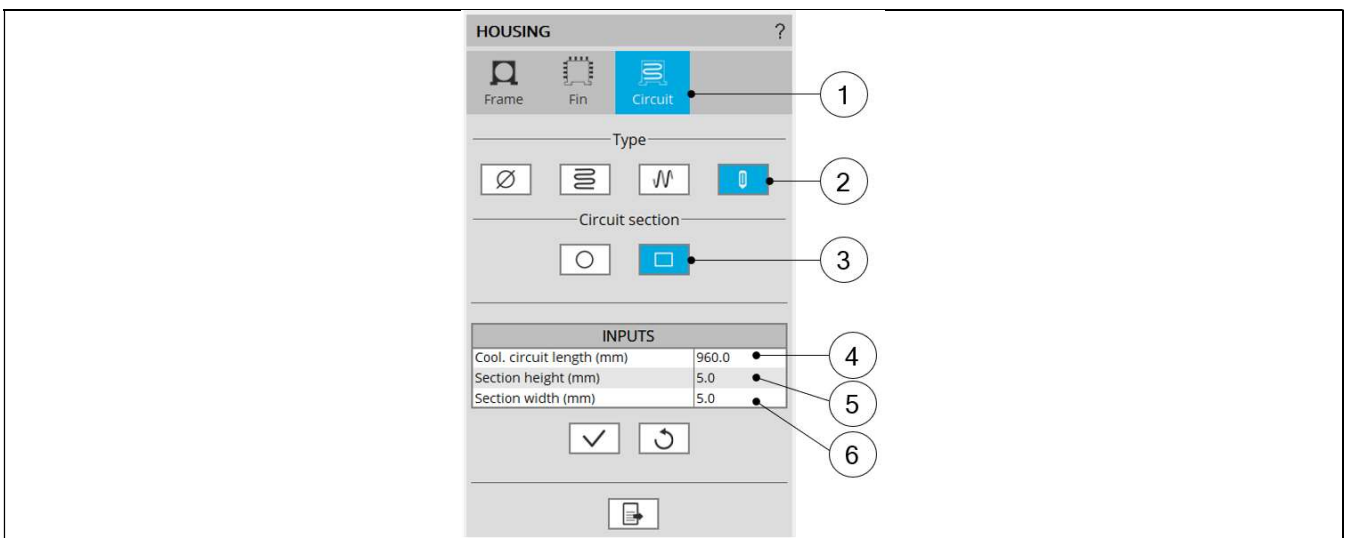 HOUSING ?
Frame Fin Circuit
1
Type
2
Circuit section
3
INPUTS
Cool. circuit length (mm) 960.0
4
Section height (mm) 5.0
5
Section width (mm) 5.0
6